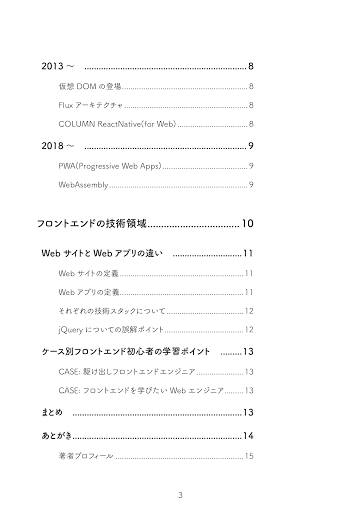 2013 〜 ........................................................... 8
仮想 DOM の登場 ................................................ 8
Flux アーキテクチャ ................................................ 8
COLUMN ReactNative(for Web) ........................... 8
2018 〜 ........................................................... 9
PWA(Progressive Web Apps) ................................ 9
WebAssembly .................................................... 9
フロントエンドの技術領域 ................................ 10
Web サイトと Web アプリの違い ............................ 11
Web サイトの定義 ................................................ 11
Web アプリの定義 ................................................ 11
それぞれの技術スタックについて ............................. 12
jQuery についての誤解ポイント .............................. 12
ケース別フロントエンド初心者の学習ポイント ......... 13
CASE: 駆け出しフロントエンドエンジニア .................. 13
CASE: フロントエンドを学びたい Web エンジニア ......... 13
まとめ ............................................................. 13
あとがき ........................................................... 14
著者プロフィール .................................................. 15
3